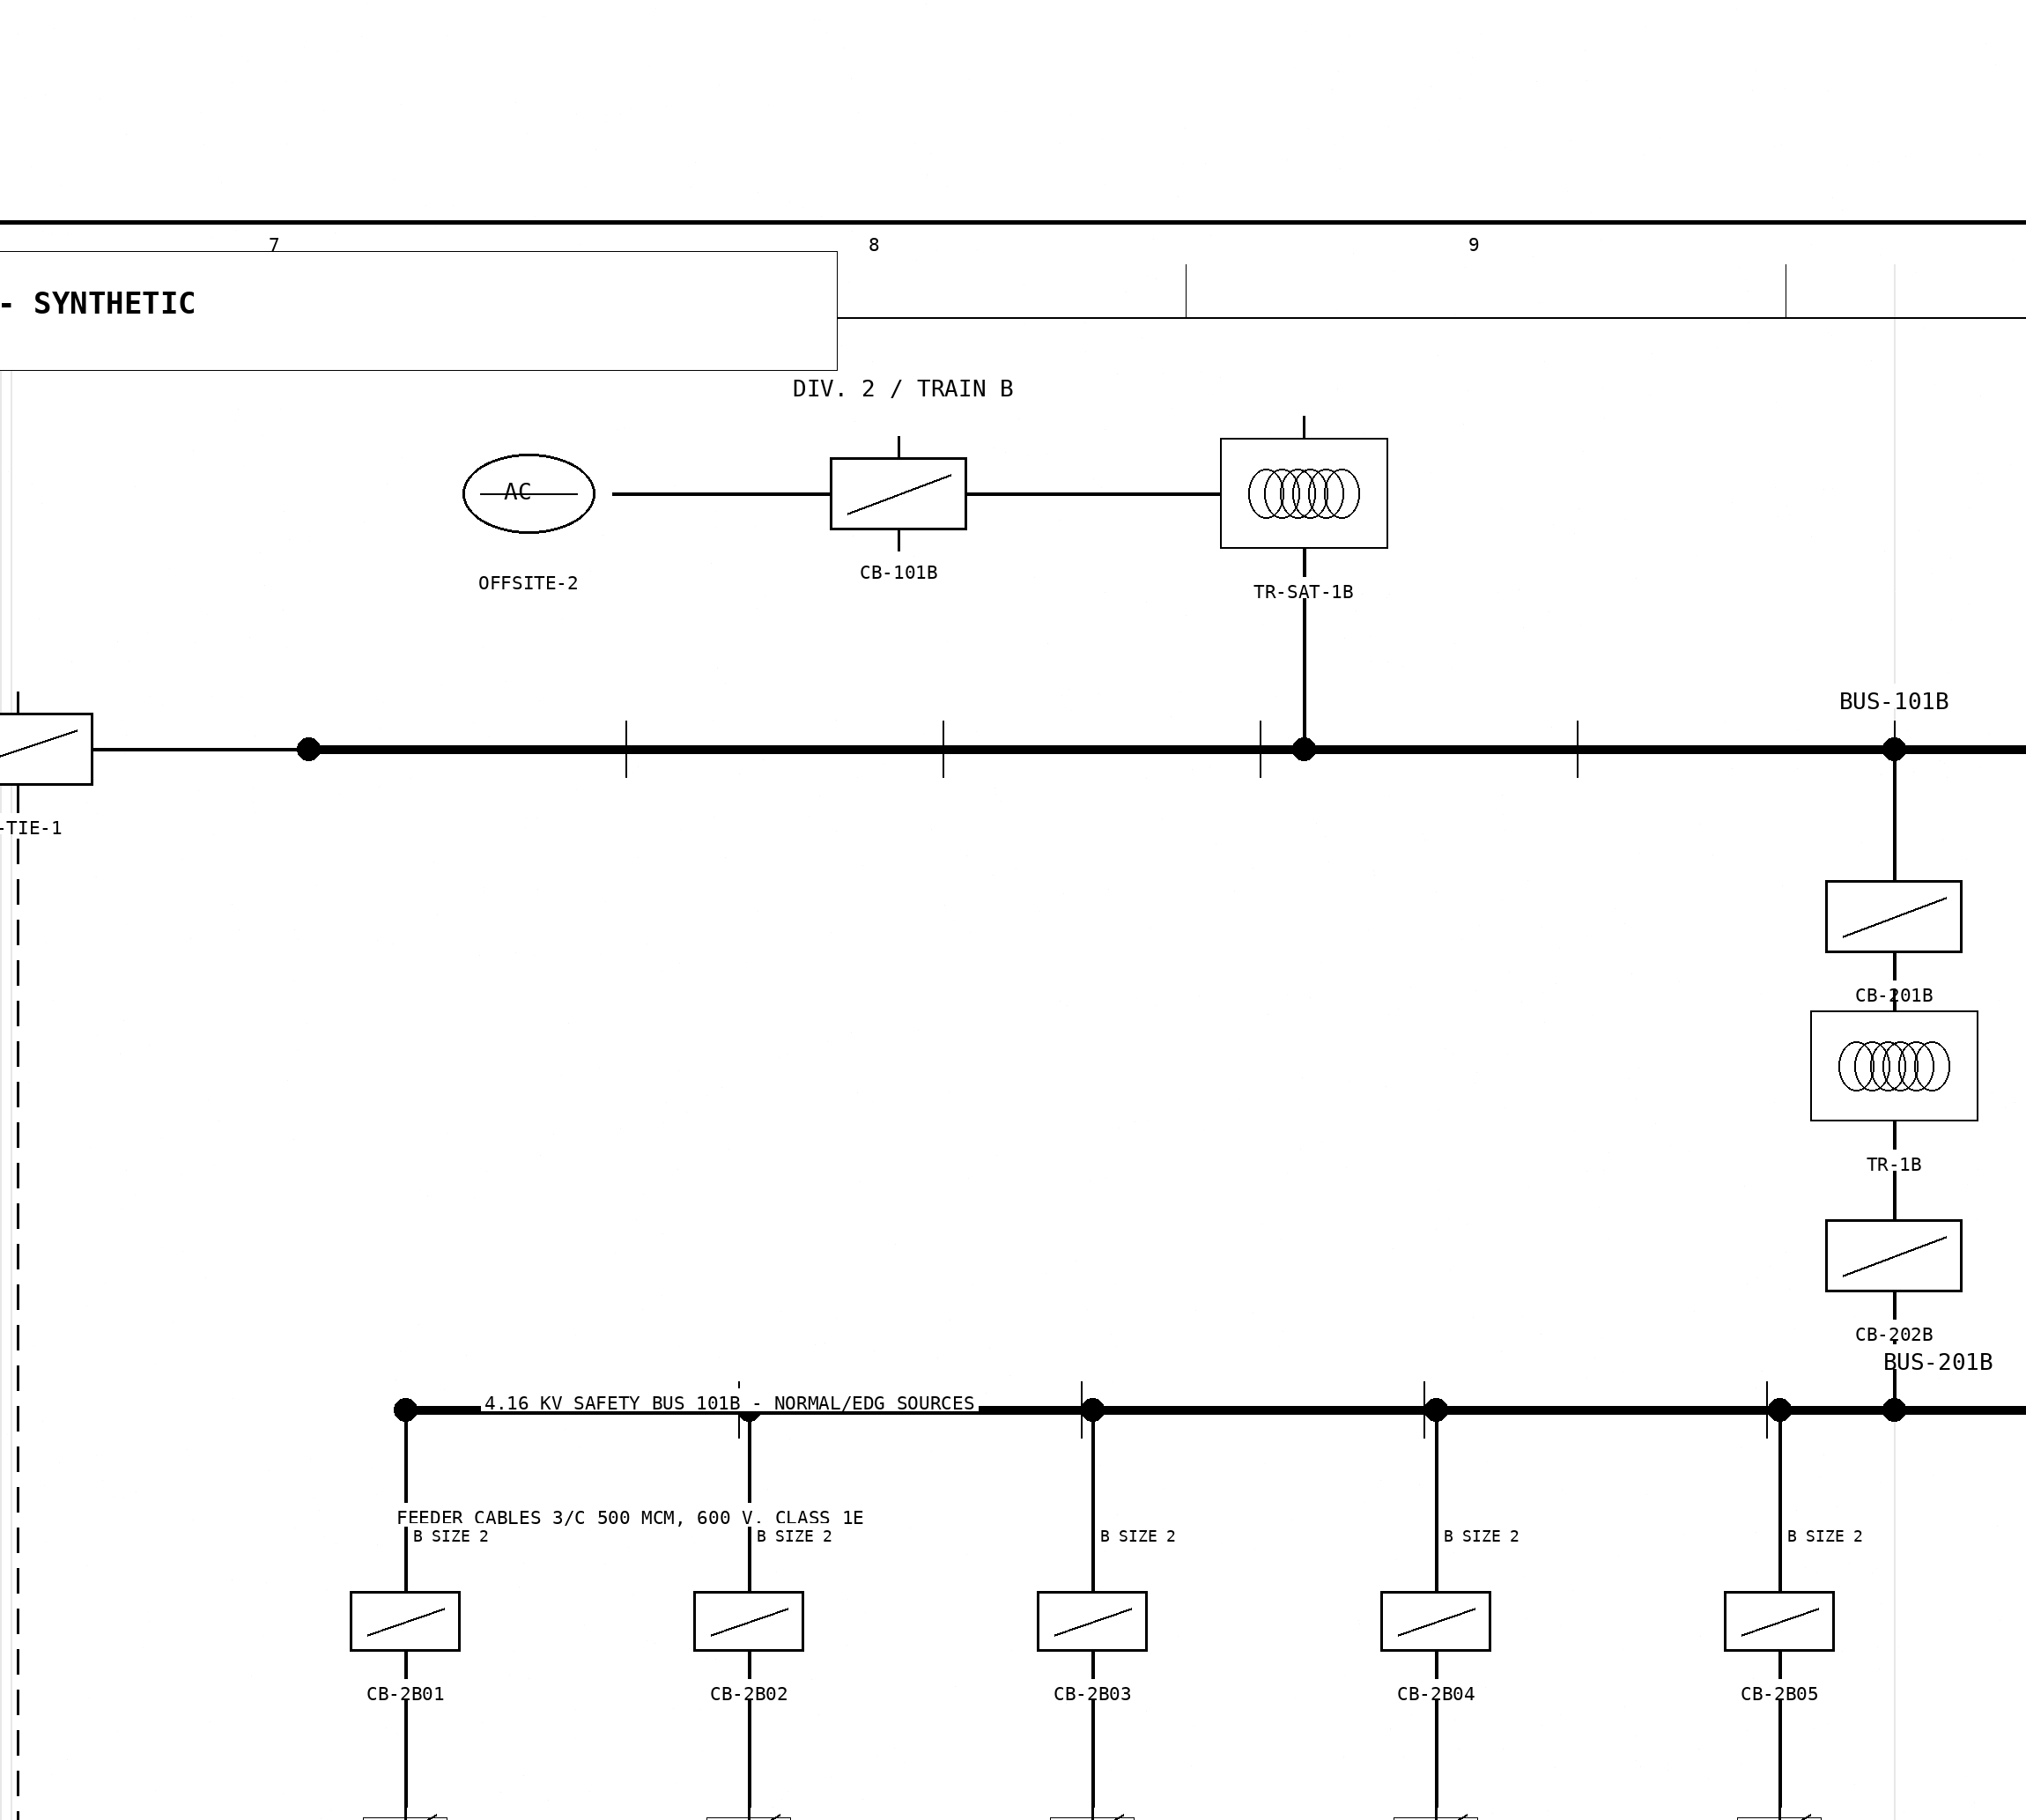 7
8
9
- SYNTHETIC
DIV. 2 / TRAIN B
AC
OFFSITE-2
CB-101B
TR-SAT-1B
BUS-101B
-TIE-1
CB-201B
TR-1B
CB-202B
BUS-201B
4.16 KV SAFETY BUS 101B - NORMAL/EDG SOURCES
FEEDER CABLES 3/C 500 MCM, 600 V. CLASS 1E
B SIZE 2
B SIZE 2
B SIZE 2
B SIZE 2
B SIZE 2
CB-2B01
CB-2B02
CB-2B03
CB-2B04
CB-2B05